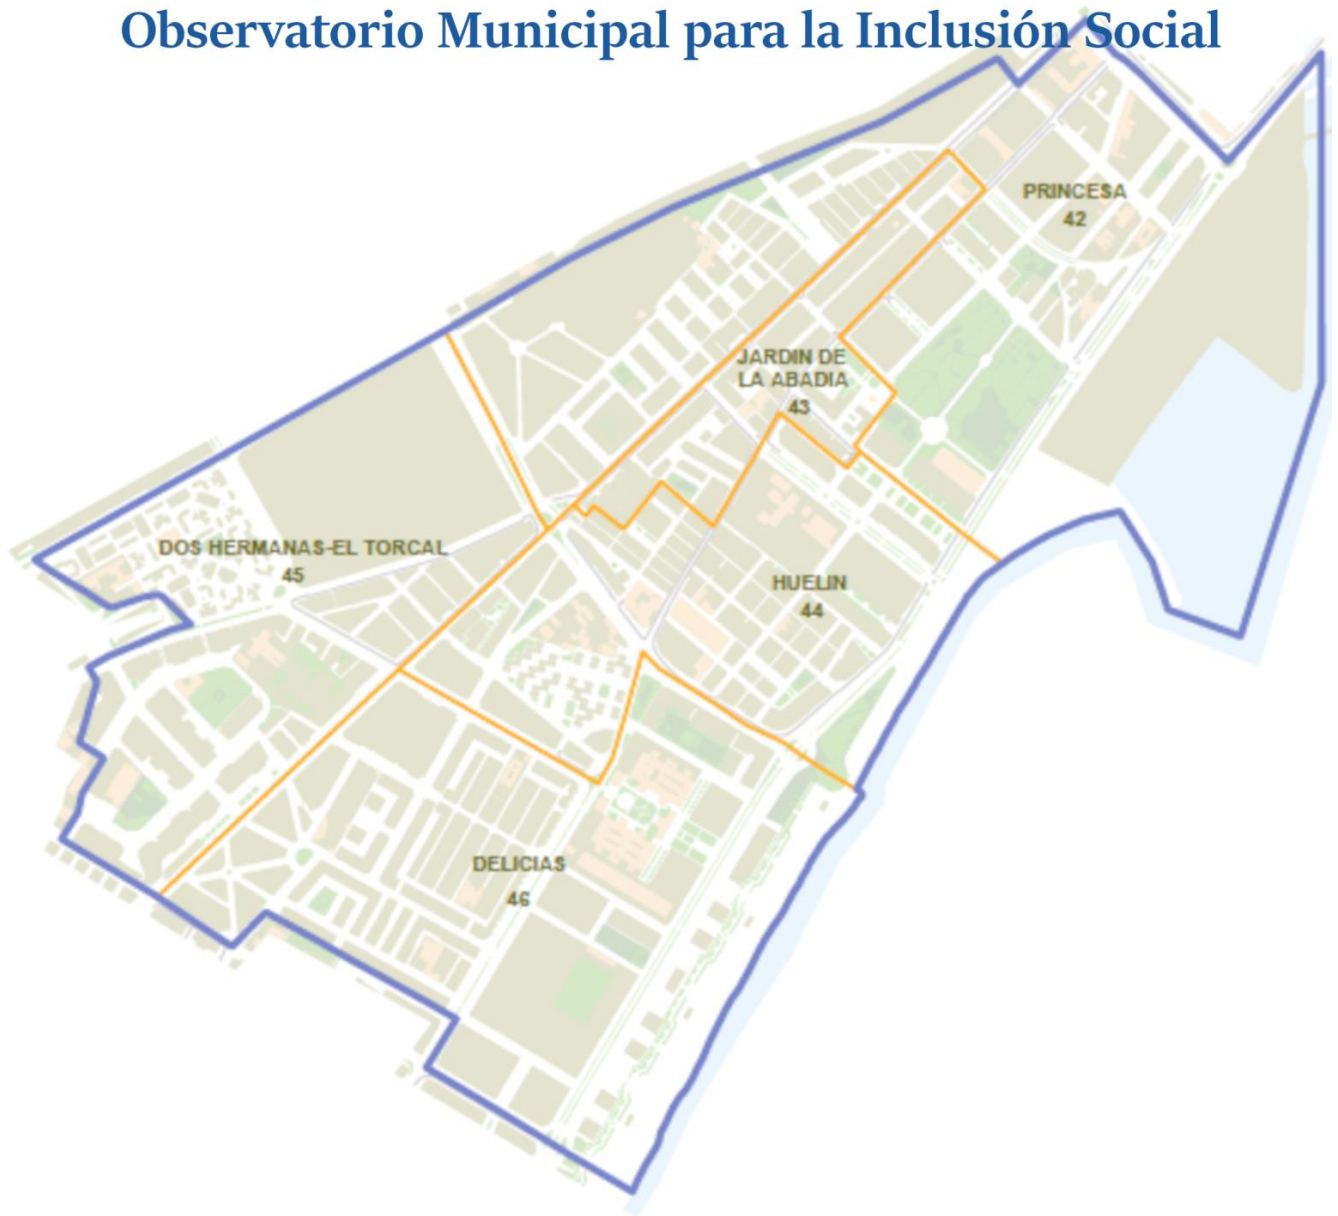 Observatorio Municipal para la Inclusión Social
PRINCESA
42
JARDIN DE
LA ABADIA
43
DOS HERMANAS-EL TORCAL
45
HUELIN
44
DELICIAS
46